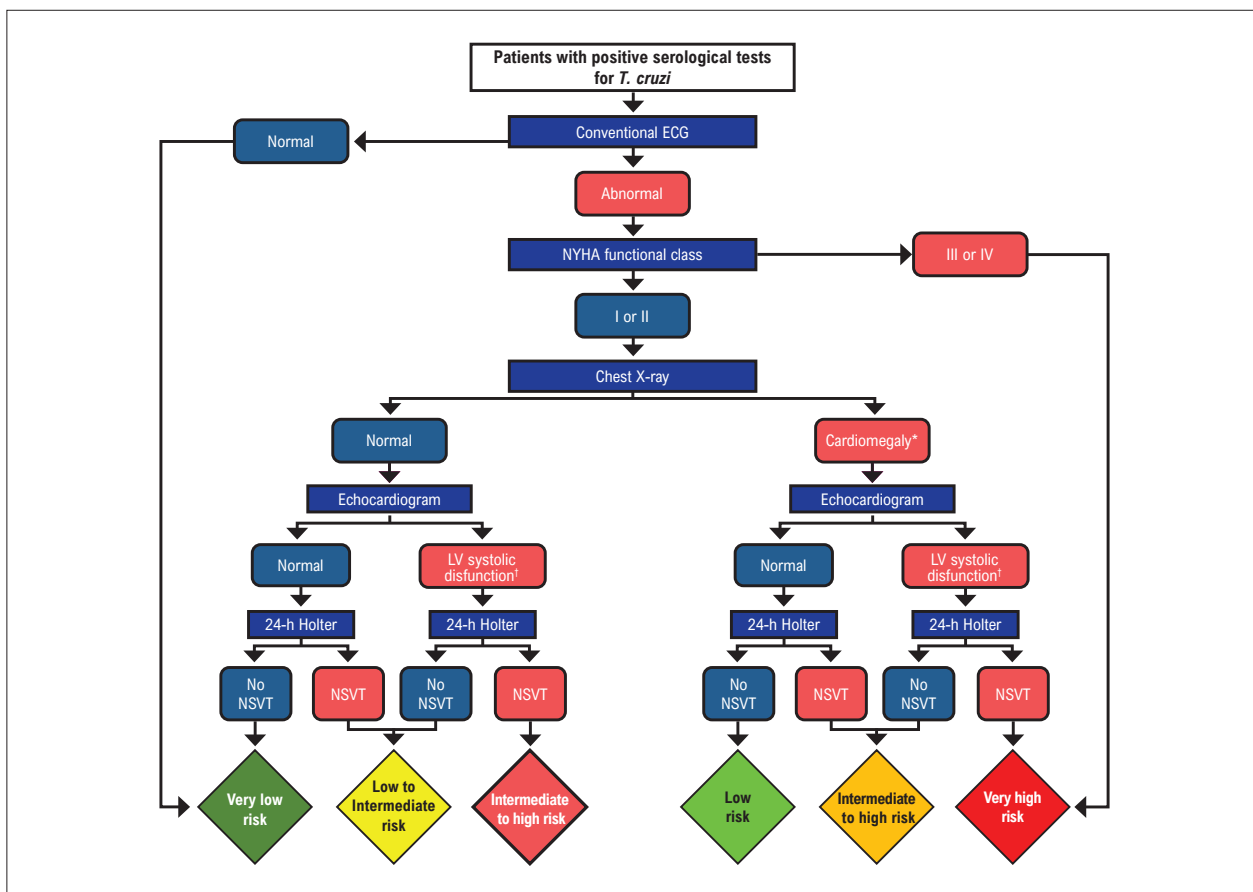 Patients with positive serological tests
for T. cruzi
Normal
Conventional ECG
Abnormal
NYHA functional class
III or IV
I or II
Chest X-ray
Normal
Cardiomegaly*
Echocardiogram
Echocardiogram
Normal
LV systolic
disfunction†
Normal
LV systolic
disfunction†
24-h Holter
24-h Holter
24-h Holter
24-h Holter
No
NSVT
NSVT
No
NSVT
NSVT
No
NSVT
NSVT
No
NSVT
NSVT
Very low
risk
Low to
Intermediate
risk
Intermediate
to high risk
Low
risk
Intermediate
to high risk
Very high
risk